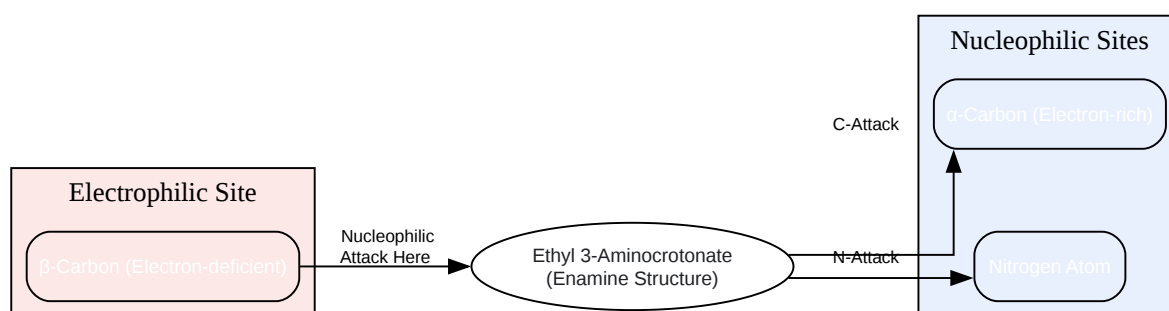 Electrophilic Site
β-Carbon (Electron-deficient)
Nucleophilic
Attack Here
Ethyl 3-Aminocrotonate
(Enamine Structure)
C-Attack
N-Attack
Nucleophilic Sites
α-Carbon (Electron-rich)
Nitrogen Atom